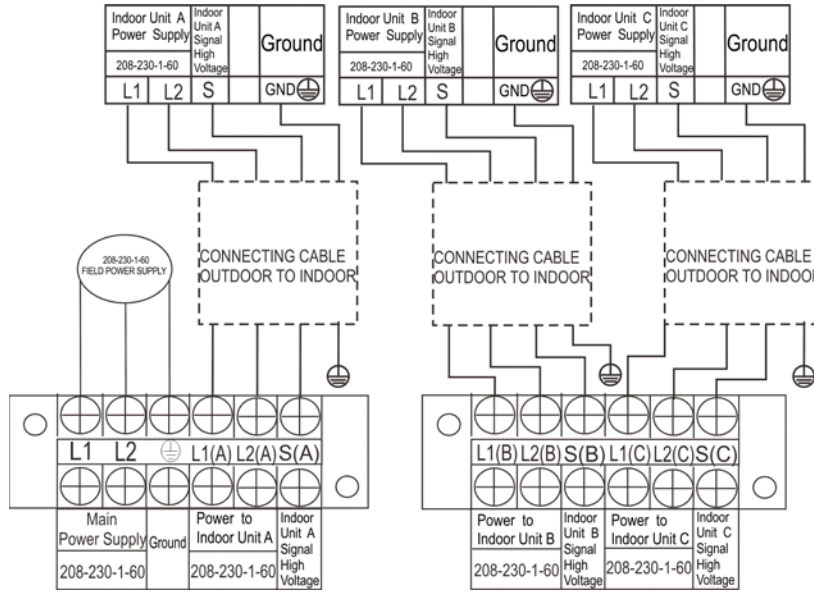 Indoor Unit A
Power Supply
208-230-1-60
Indoor
Unit A
Signal
High
Voltage
Ground
L1 L2 S GND
Indoor Unit B
Power Supply
208-230-1-60
Indoor
Unit B
Signal
High
Voltage
Ground
L1 L2 S GND
Indoor Unit C
Power Supply
208-230-1-60
Indoor
Unit C
Signal
High
Voltage
Ground
L1 L2 S GND
208-230-1-60
FIELD POWER SUPPLY
CONNECTING CABLE
OUTDOOR TO INDOOR
CONNECTING CABLE
OUTDOOR TO INDOOR
CONNECTING CABLE
OUTDOOR TO INDOOR
L1 L2 L1(A) L2(A) S(A)
Main
Power Supply
208-230-1-60
Ground
Power to
Indoor Unit A
208-230-1-60
Indoor
Unit A
Signal
High
Voltage
L1(B) L2(B) S(B) L1(C) L2(C) S(C)
Power to
Indoor Unit B
208-230-1-60
Indoor
Unit B
Signal
High
Voltage
Power to
Indoor Unit C
208-230-1-60
Indoor
Unit C
Signal
High
Voltage